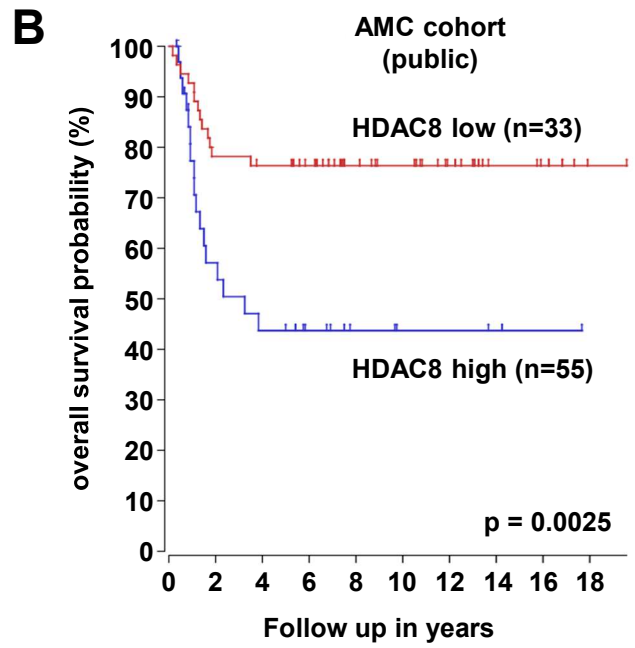 B
AMC cohort
(public)
overall survival probability (%)
100
90
80
70
60
50
40
30
20
10
0
HDAC8 low (n=33)
HDAC8 high (n=55)
p = 0.0025
0 2 4 6 8 10 12 14 16 18
Follow up in years